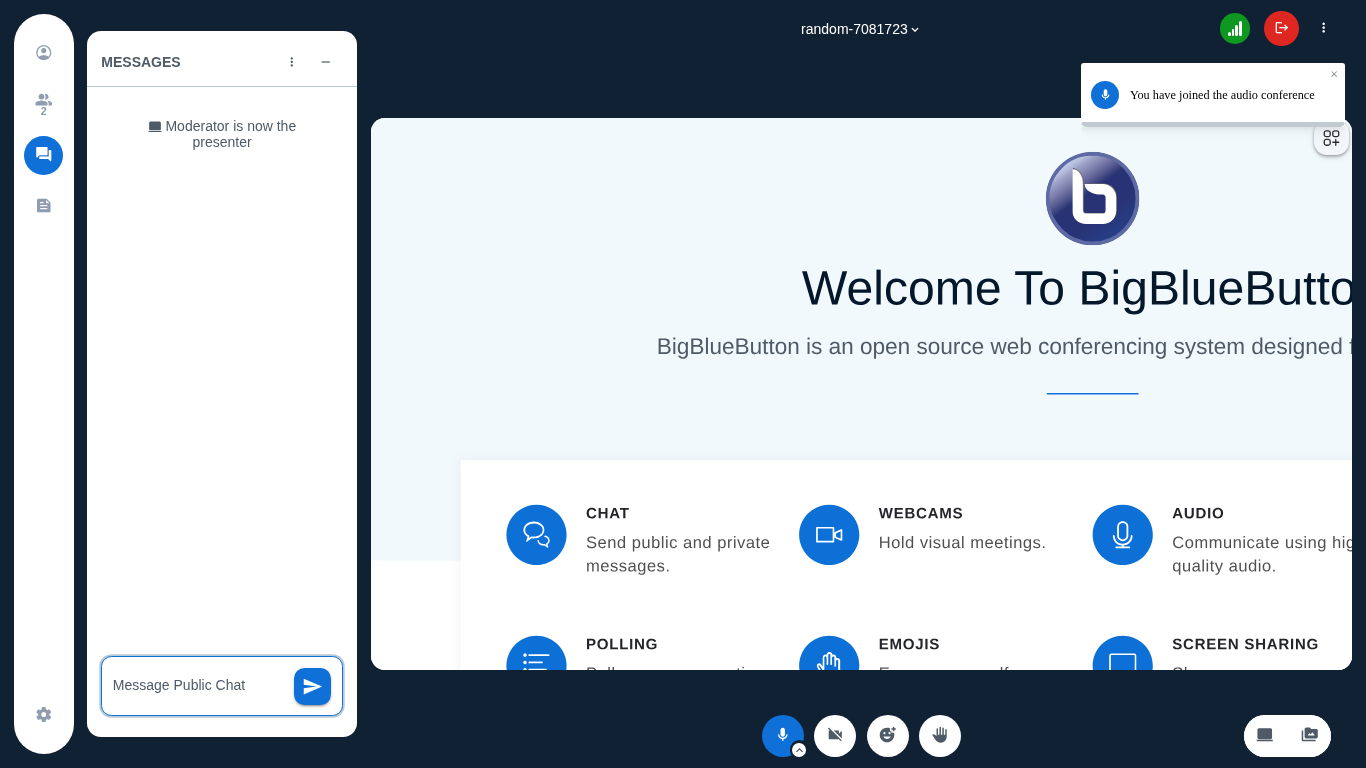 random-7081723
You have joined the audio conference
2
MESSAGES
Moderator is now the
presenter
Message Public Chat
Welcome To BigBlueButto
BigBlueButton is an open source web conferencing system designed
CHAT
Send public and private
messages.
WEBCAMS
Hold visual meetings.
AUDIO
Communicate using hig
quality audio.
POLLING
EMOJIS
SCREEN SHARING